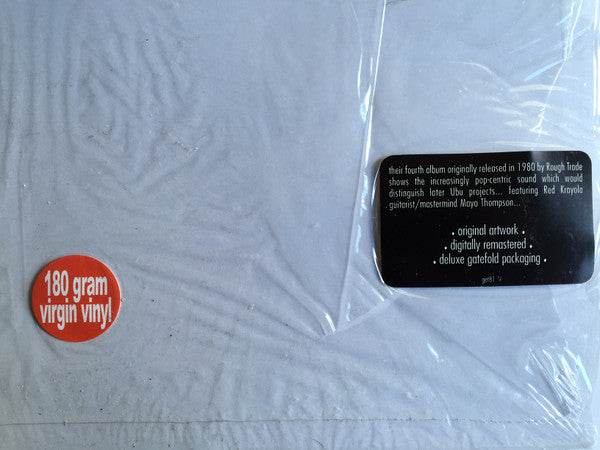 their fourth album originally released in 1980 by Rough Trade
shows the increasingly pop-centric sound which would
distinguish later Ubu projects... featuring Red Krayola
guitarist/mastermind Mayo Thompson...
• original artwork •
• digitally remastered •
• deluxe gatefold packaging •
get81
180 gram
virgin vinyl